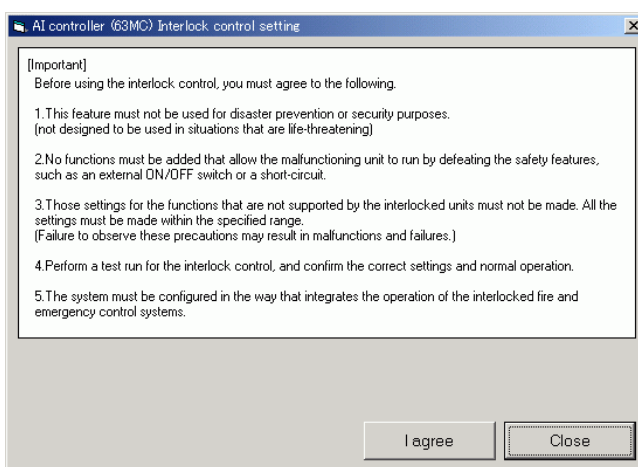 AI controller (63MC) Interlock control setting
[Important]
Before using the interlock control, you must agree to the following.
1.This feature must not be used for disaster prevention or security purposes.
(not designed to be used in situations that are life-threatening)
2.No functions must be added that allow the malfunctioning unit to run by defeating the safety features,
such as an external ON/OFF switch or a short-circuit.
3.Those settings for the functions that are not supported by the interlocked units must not be made. All the
settings must be made within the specified range.
(Failure to observe these precautions may result in malfunctions and failures.)
4.Perform a test run for the interlock control, and confirm the correct settings and normal operation.
5.The system must be configured in the way that integrates the operation of the interlocked fire and
emergency control systems.
I agree
Close